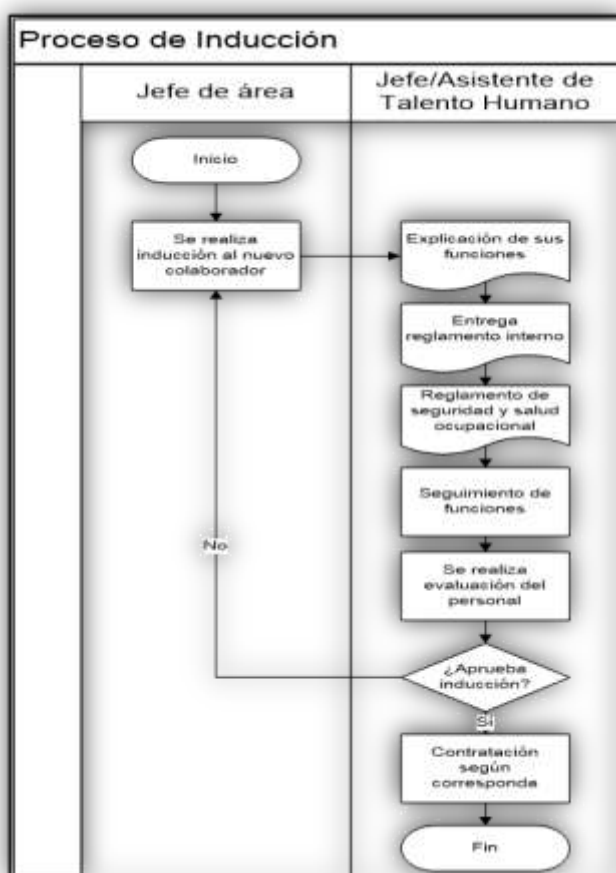 Proceso de Inducción
Jefe de área
Jefe/Asistente de
Talento Humano
Inicio
Se realiza
inducción al nuevo
colaborador
Explicación de sus
funciones
Entrega
reglamento interno
Reglamento de
seguridad y salud
ocupacional
Seguimiento de
funciones
Se realiza
evaluación del
personal
¿Aprueba
inducción?
No
Si
Contratación
según
corresponda
Fin